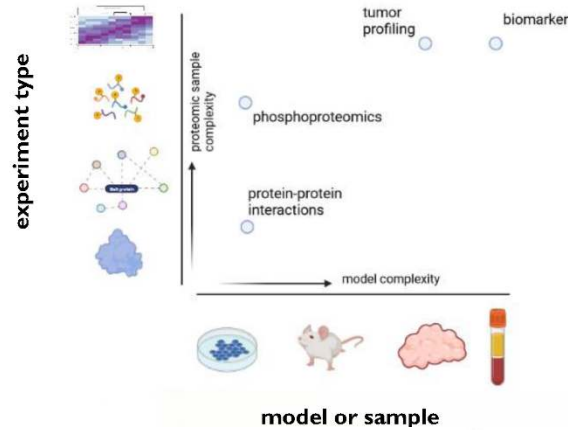 tumor
profiling
biomarker
experiment type
proteomic sample
complexity
phosphoproteomics
protein-protein
interactions
model complexity
model or sample